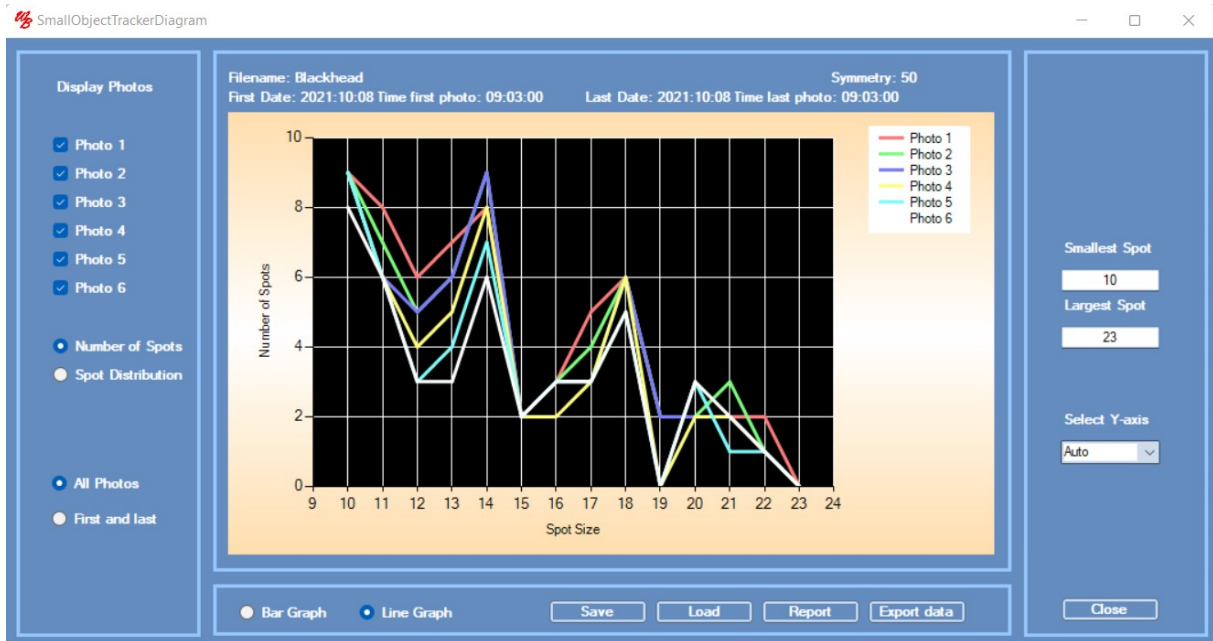 SmallObjectTrackerDiagram
Display Photos
Photo 1
Photo 2
Photo 3
Photo 4
Photo 5
Photo 6
Number of Spots
Spot Distribution
All Photos
First and last
Filename: Blackhead
Symmetry: 50
First Date: 2021:10:08 Time first photo: 09:03:00
Last Date: 2021:10:08 Time last photo: 09:03:00
10
8
6
4
2
0
Number of Spots
9 10 11 12 13 14 15 16 17 18 19 20 21 22 23 24
Spot Size
Photo 1
Photo 2
Photo 3
Photo 4
Photo 5
Photo 6
Bar Graph
Line Graph
Save
Load
Report
Export data
Smallest Spot
10
Largest Spot
23
Select Y-axis
Auto
Close